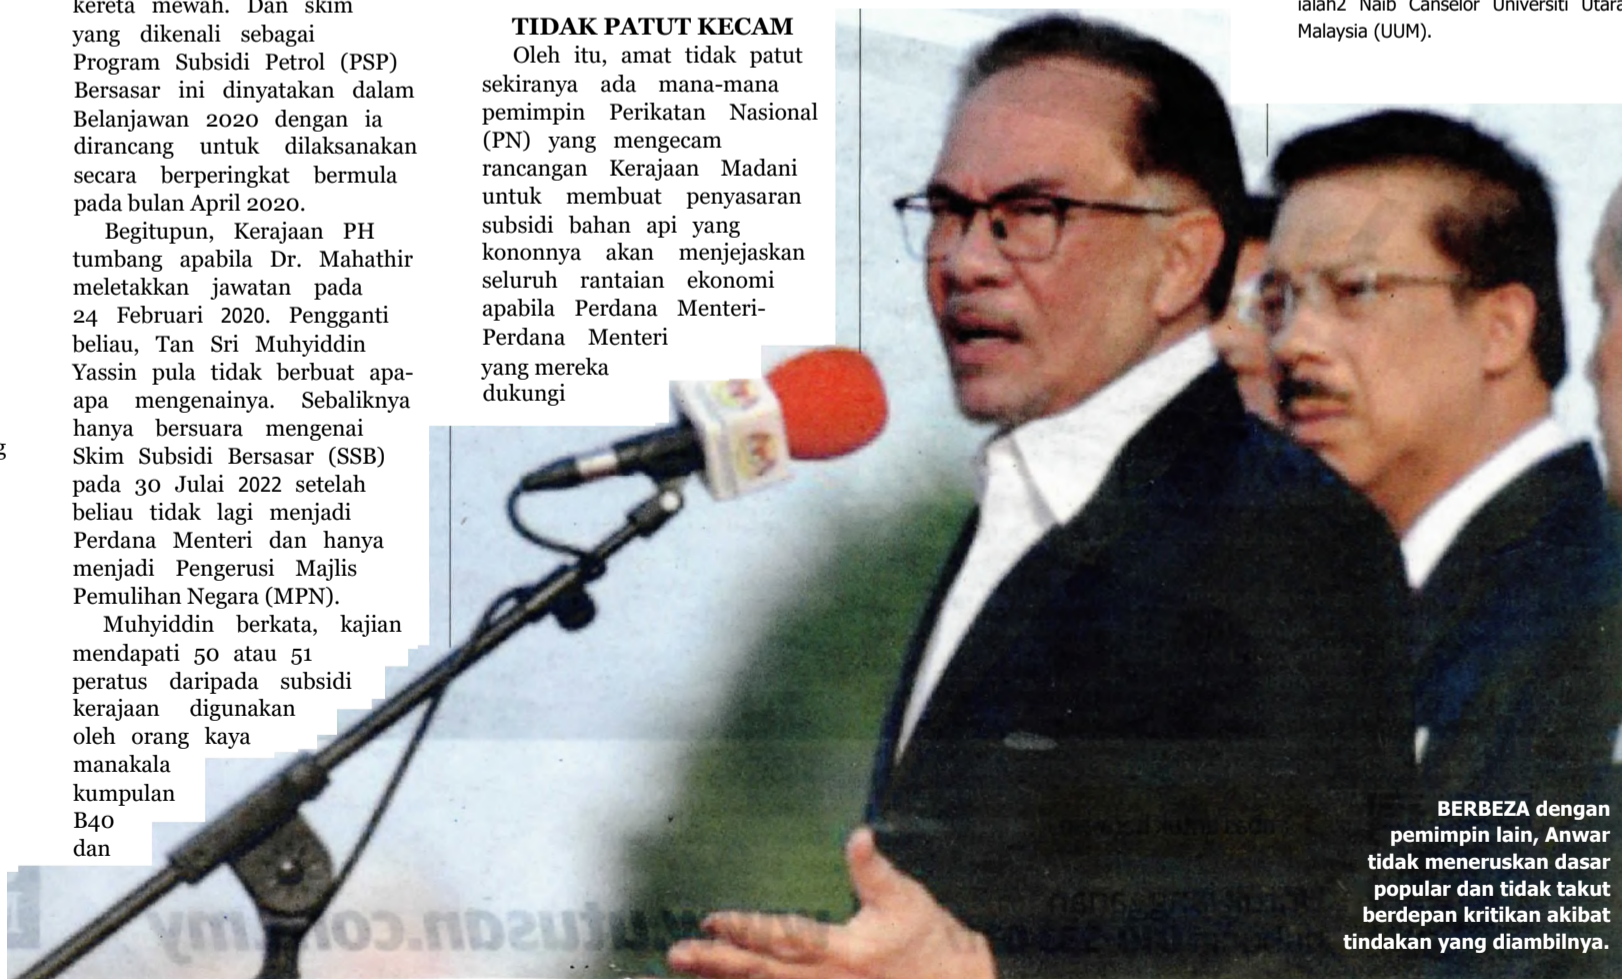 kereta mewah. Dan skim
yang dikenali sebagai
Program Subsidi Petrol (PSP)
Bersasar ini dinyatakan dalam
Belanjawan 2020 dengan ia
dirancang untuk dilaksanakan
secara berperingkat bermula
pada bulan April 2020.
Begitupun, Kerajaan PH
tumbang apabila Dr. Mahathir
meletakkan jawatan pada
24 Februari 2020. Pengganti
beliau, Tan Sri Muhyiddin
Yassin pula tidak berbuat apa-
apa mengenainya. Sebaliknya
hanya bersuara mengenai
Skim Subsidi Bersasar (SSB)
pada 30 Julai 2022 setelah
beliau tidak lagi menjadi
Perdana Menteri dan hanya
menjadi Pengerusi Majlis
Pemulihan Negara (MPN).
Muhyiddin berkata, kajian
mendapati 50 atau 51
peratus daripada subsidi
kerajaan digunakan
oleh orang kaya
manakala
kumpulan
B40
dan
TIDAK PATUT KECAM
Oleh itu, amat tidak patut
sekiranya ada mana-mana
pemimpin Perikatan Nasional
(PN) yang mengecam
rancangan Kerajaan Madani
untuk membuat penyasaran
subsidi bahan api yang
kononnya akan menjejaskan
seluruh rantaian ekonomi
apabila Perdana Menteri-
Perdana Menteri
yang mereka
dukungi
ialah2 Naib Canselor Universiti Utara
Malaysia (UUM).
BERBEZA dengan
pemimpin lain, Anwar
tidak meneruskan dasar
popular dan tidak takut
berdepan kritikan akibat
tindakan yang diambilnya.
www.utusan.com.my